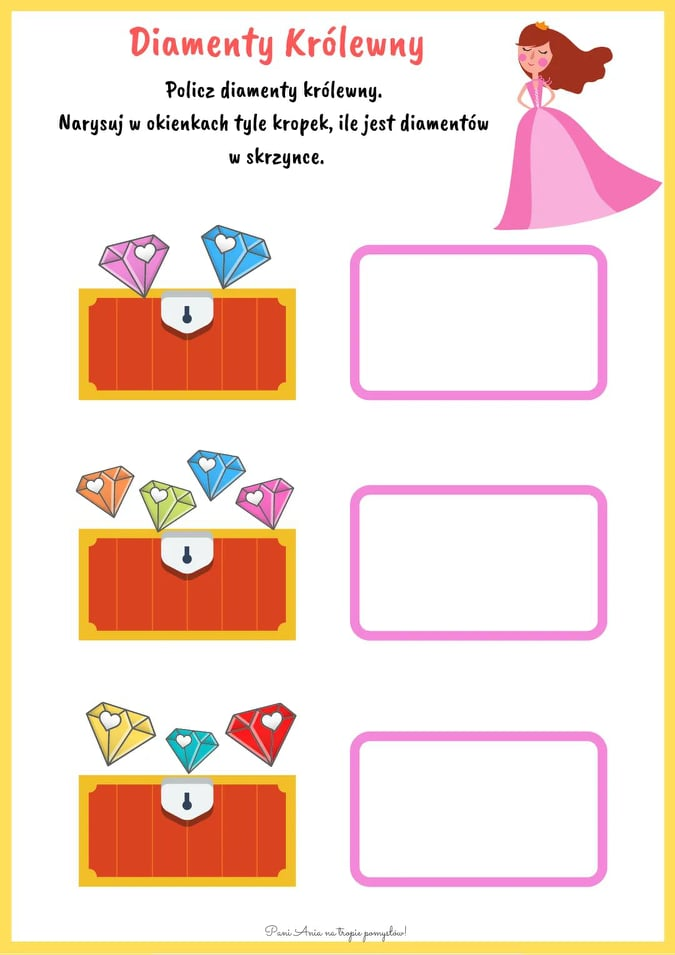 Diamenty Królewny
Policz diamenty królewny.
Narysuj w okienkach tyle kropek, ile jest diamentów
w skrzynce.
Pani Ania na tropie pomysłów!